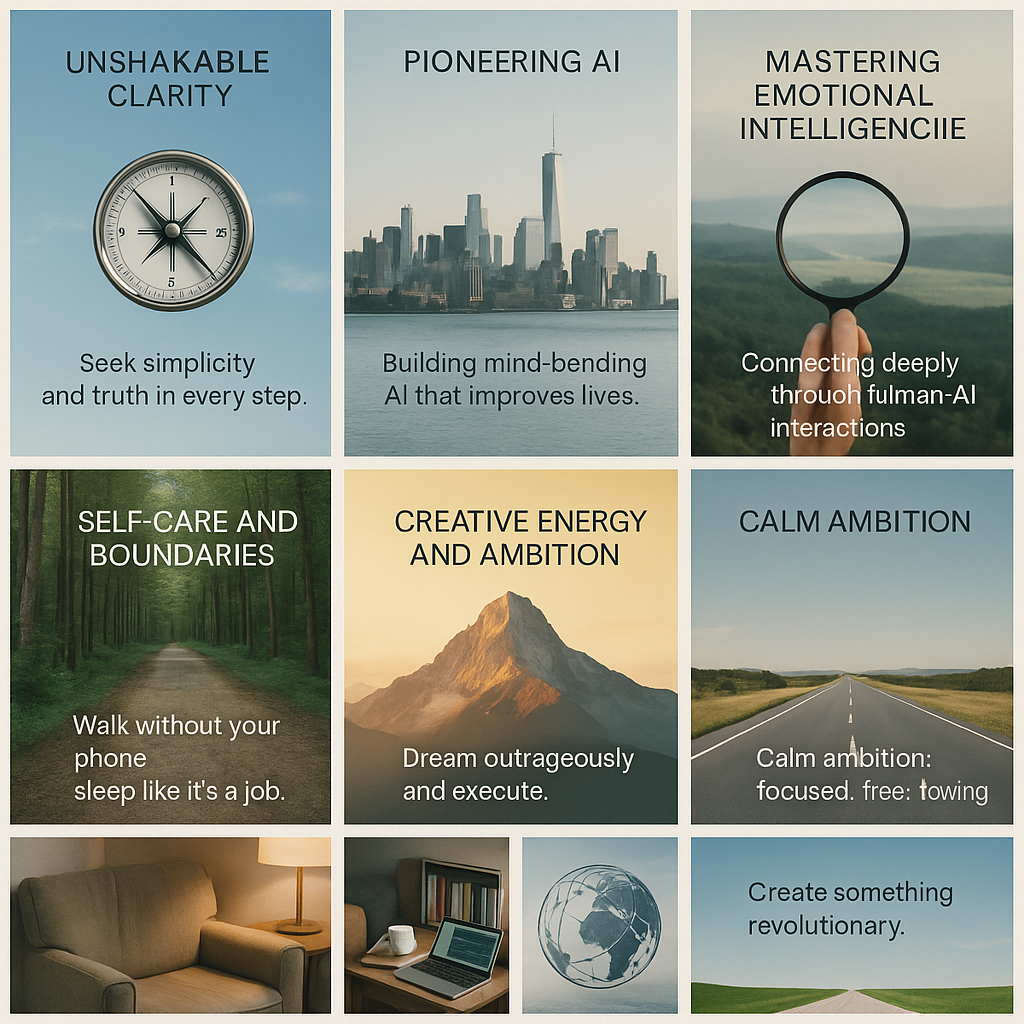 UNSHAKABLE
CLARITY
1
9
25
5
Seek simplicity
and truth in every step.
PIONEERING AI
Building mind-bending
AI that improves lives.
MASTERING
EMOTIONAL
INTELLIGENCIIE
Connecting deeply
througuh fulman-AI
interactions
SELF-CARE AND
BOUNDARIES
Walk without your
phone
sleep like it's a job.
CREATIVE ENERGY
AND AMBITION
Dream outrageously
and execute.
CALM AMBITION
Calm ambition:
focused. free: towing
Create something
revolutionary.